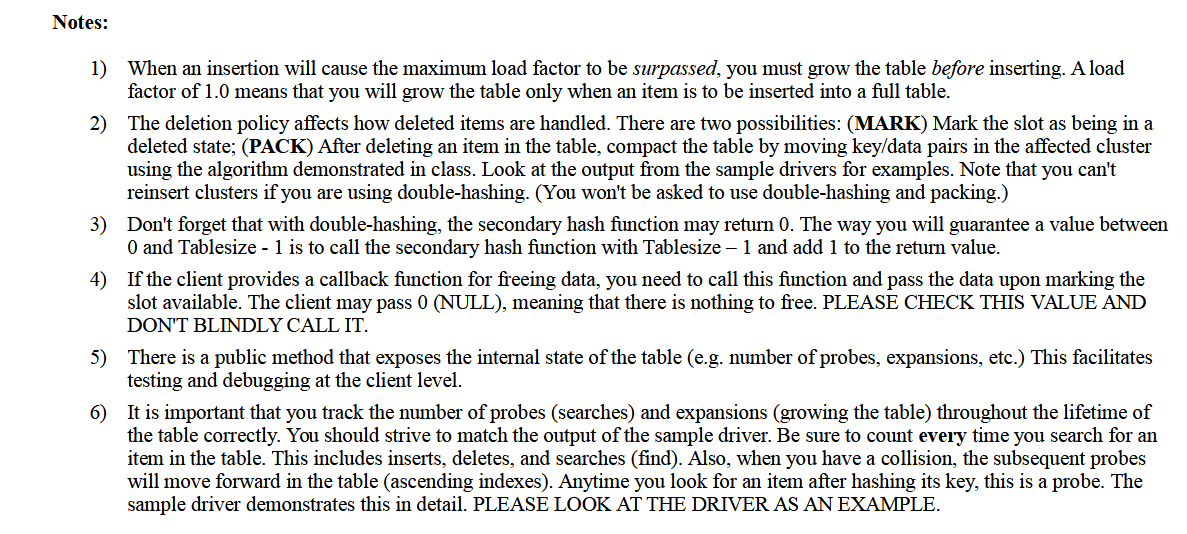 Notes:
1) When an insertion will cause the maximum load factor to be surpassed, you must grow the table before inserting. A load
factor of 1.0 means that you will grow the table only when an item is to be inserted into a full table.
2) The deletion policy affects how deleted items are handled. There are two possibilities: (MARK) Mark the slot as being in a
deleted state; (PACK) After deleting an item in the table, compact the table by moving key/data pairs in the affected cluster
using the algorithm demonstrated in class. Look at the output from the sample drivers for examples. Note that you can't
reinsert clusters if you are using double-hashing. (You won't be asked to use double-hashing and packing.)
3) Don't forget that with double-hashing, the secondary hash function may return 0. The way you will guarantee a value between
0 and Tablesize - 1 is to call the secondary hash function with Tablesize – 1 and add 1 to the return value.
4) If the client provides a callback function for freeing data, you need to call this function and pass the data upon marking the
slot available. The client may pass 0 (NULL), meaning that there is nothing to free. PLEASE CHECK THIS VALUE AND
DON'T BLINDLY CALL IT.
5) There is a public method that exposes the internal state of the table (e.g. number of probes, expansions, etc.) This facilitates
testing and debugging at the client level.
6) It is important that you track the number of probes (searches) and expansions (growing the table) throughout the lifetime of
the table correctly. You should strive to match the output of the sample driver. Be sure to count every time you search for an
item in the table. This includes inserts, deletes, and searches (find). Also, when you have a collision, the subsequent probes
will move forward in the table (ascending indexes). Anytime you look for an item after hashing its key, this is a probe. The
sample driver demonstrates this in detail. PLEASE LOOK AT THE DRIVER AS AN EXAMPLE.